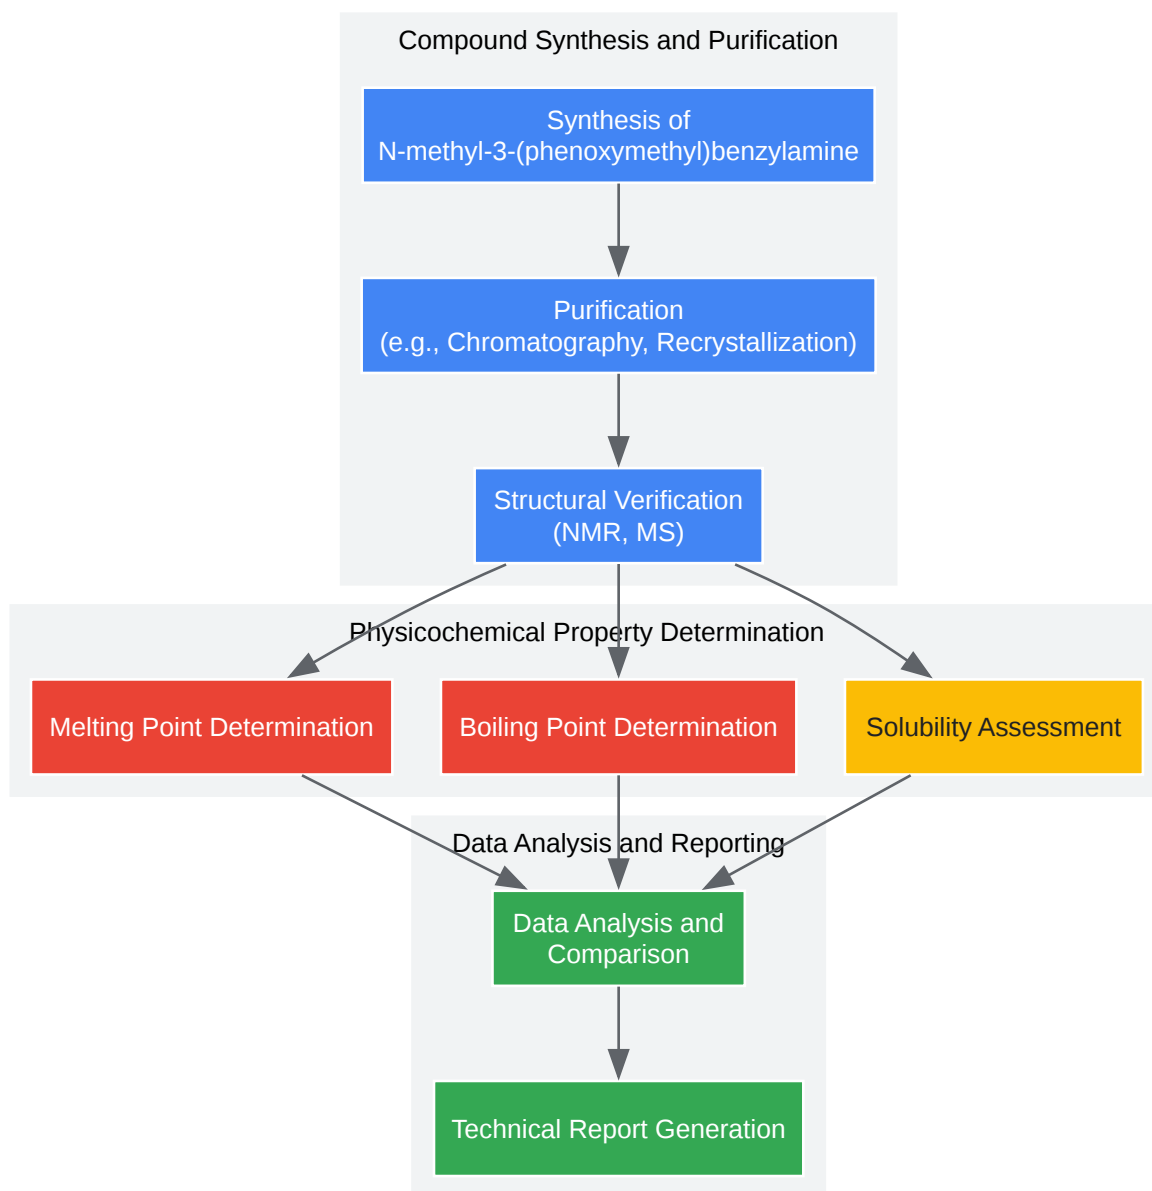 Compound Synthesis and Purification
Synthesis of
N-methyl-3-(phenoxymethyl)benzylamine
Purification
(e.g., Chromatography, Recrystallization)
Structural Verification
(NMR, MS)
Physicochemical Property Determination
Melting Point Determination
Boiling Point Determination
Solubility Assessment
Data Analysis and Reporting
Data Analysis and
Comparison
Technical Report Generation